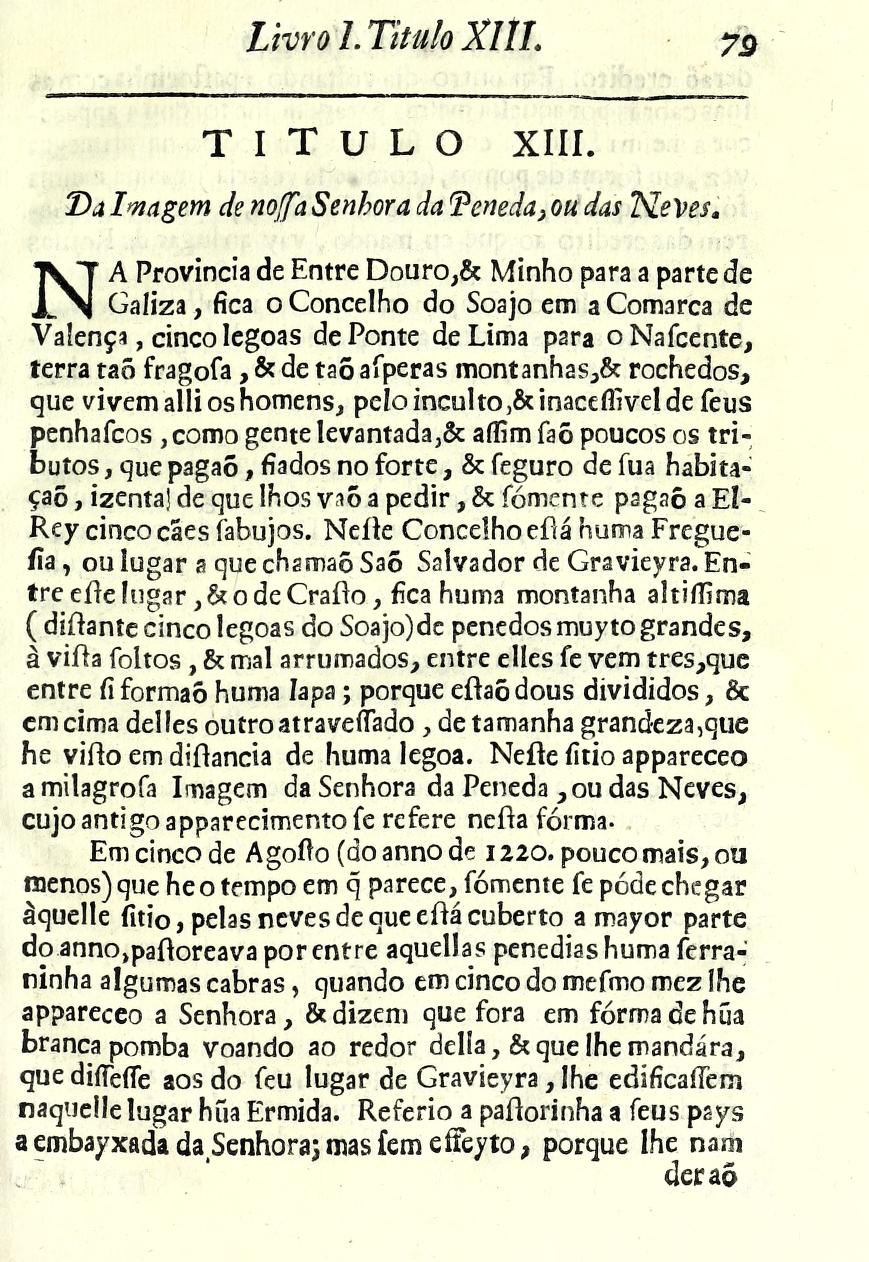 Livro I. Titulo XIII. 79
TITULO XIII.
Da Imagem de noſſa Senhora da Peneda, ou das Neves.
NA Provincia de Entre Douro, & Minho para a parte de
Galiza, fica o Concelho do Soajo em a Comarca de
Valença, cinco legoas de Ponte de Lima para o Naſcente,
terra taõ fragoſa, & de taõ aſperas montanhas, & rochedos,
que vivem alli os homens, pelo inculto, & inaceſſivel de ſeus
penhaſcos, como gente levantada, & aſſim ſaõ poucos os tri-
butos, que pagaõ, fiados no forte, & ſeguro de ſua habita-
çaõ, izenta de que lhos vaõ a pedir, & ſómente pagaõ a El-
Rey cinco cães ſabujos. Neſte Concelho eſtá huma Fregue-
ſia, ou lugar a que chamaõ Saõ Salvador de Gravieyra. En-
tre eſte lugar, & o de Craſto, fica huma montanha altiſſima
(diſtante cinco legoas do Soajo) de penedos muyto grandes,
à viſta ſoltos, & mal arrumados, entre elles ſe vem tres, que
entre ſi formaõ huma lapa; porque eſtaõ dous divididos, &
em cima delles outro atraveſſado, de tamanha grandeza, que
he viſto em diſtancia de huma legoa. Neſte ſitio appareceo
a milagroſa Imagem da Senhora da Peneda, ou das Neves,
cujo antigo apparecimento ſe refere neſta fórma.
Em cinco de Agoſto (do anno de 1220. pouco mais, ou
menos) que he o tempo em q̃ parece, ſómente ſe póde chegar
àquelle ſitio, pelas neves de que eſtá cuberto a mayor parte
do anno, paſtoreava por entre aquellas penedias huma ſerra-
ninha algumas cabras, quando em cinco do meſmo mez lhe
appareceo a Senhora, & dizem que fora em fórma de hũa
branca pomba voando ao redor della, & que lhe mandára,
que diſſeſſe aos do ſeu lugar de Gravieyra, lhe edificaſſem
naquelle lugar hũa Ermida. Referio a paſtorinha a ſeus pays
a embayxada da Senhora; mas ſem effeyto, porque lhe nam
deraõ